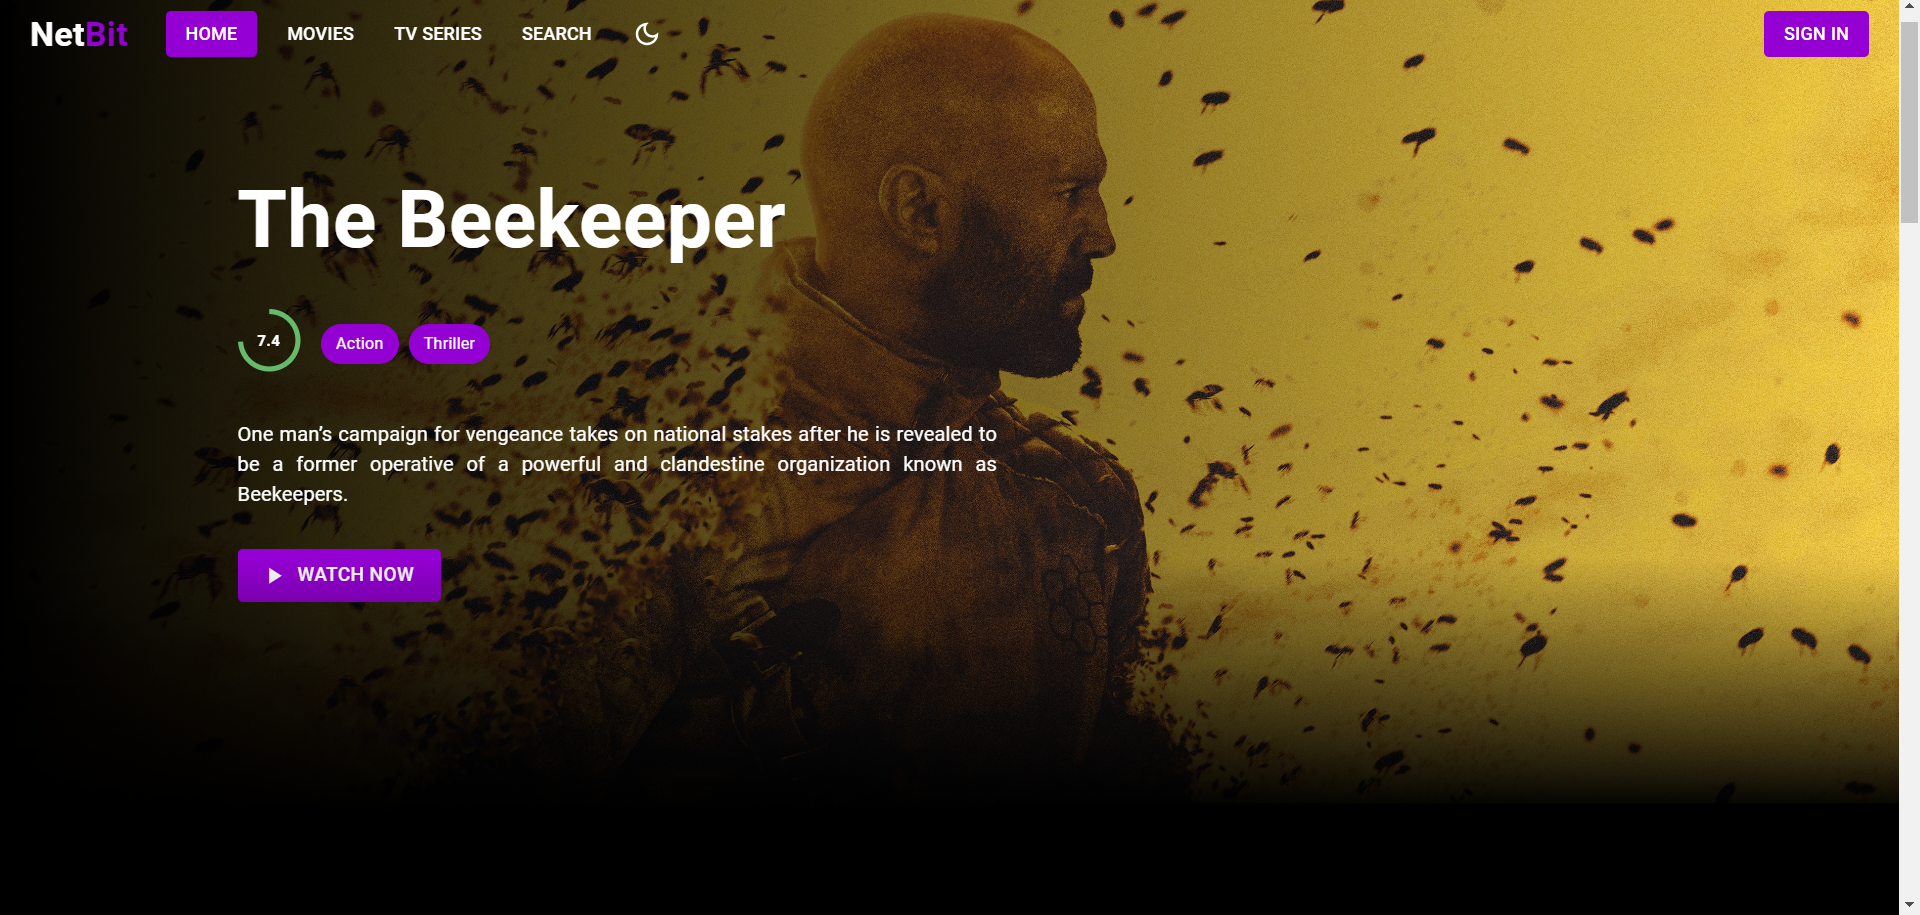 NetBit HOME MOVIES TV SERIES SEARCH SIGN IN
The Beekeeper
7.4 Action Thriller
One man’s campaign for vengeance takes on national stakes after he is revealed to
be a former operative of a powerful and clandestine organization known as
Beekeepers.
WATCH NOW